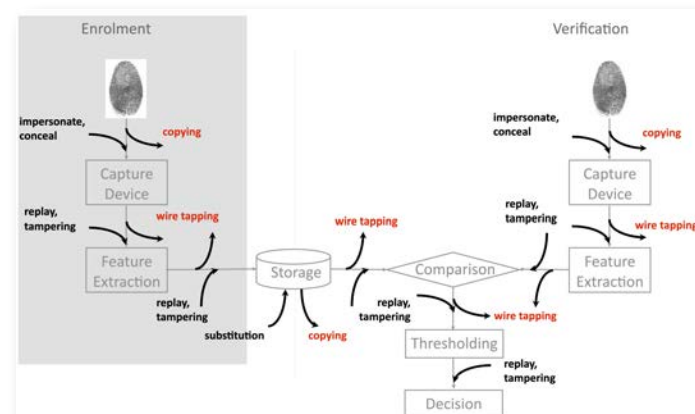 Enrolment
Verification
impersonate,
conceal
copying
impersonate,
conceal
copying
Capture
Device
Capture
Device
replay,
tampering
wire tapping
wire tapping
replay,
tampering
wire tapping
Feature
Extraction
Storage
Comparison
Feature
Extraction
replay,
tampering
replay,
tampering
wire tapping
substitution
copying
Thresholding
replay,
tampering
Decision